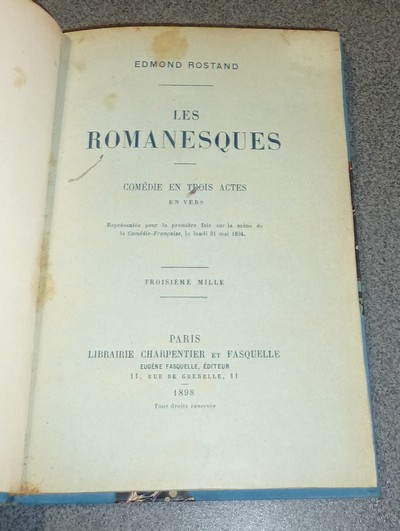 EDMOND ROSTAND
LES
ROMANESQUES
COMÉDIE EN TROIS ACTES
EN VERS
Représentée pour la première fois sur la scène de
la Comédie-Française, le lundi 21 mai 1894.
TROISIÈME MILLE
PARIS
LIBRAIRIE CHARPENTIER ET FASQUELLE
EUGÈNE FASQUELLE, ÉDITEUR
11, RUE DE GRENELLE, 11
1898
Tous droits réservés